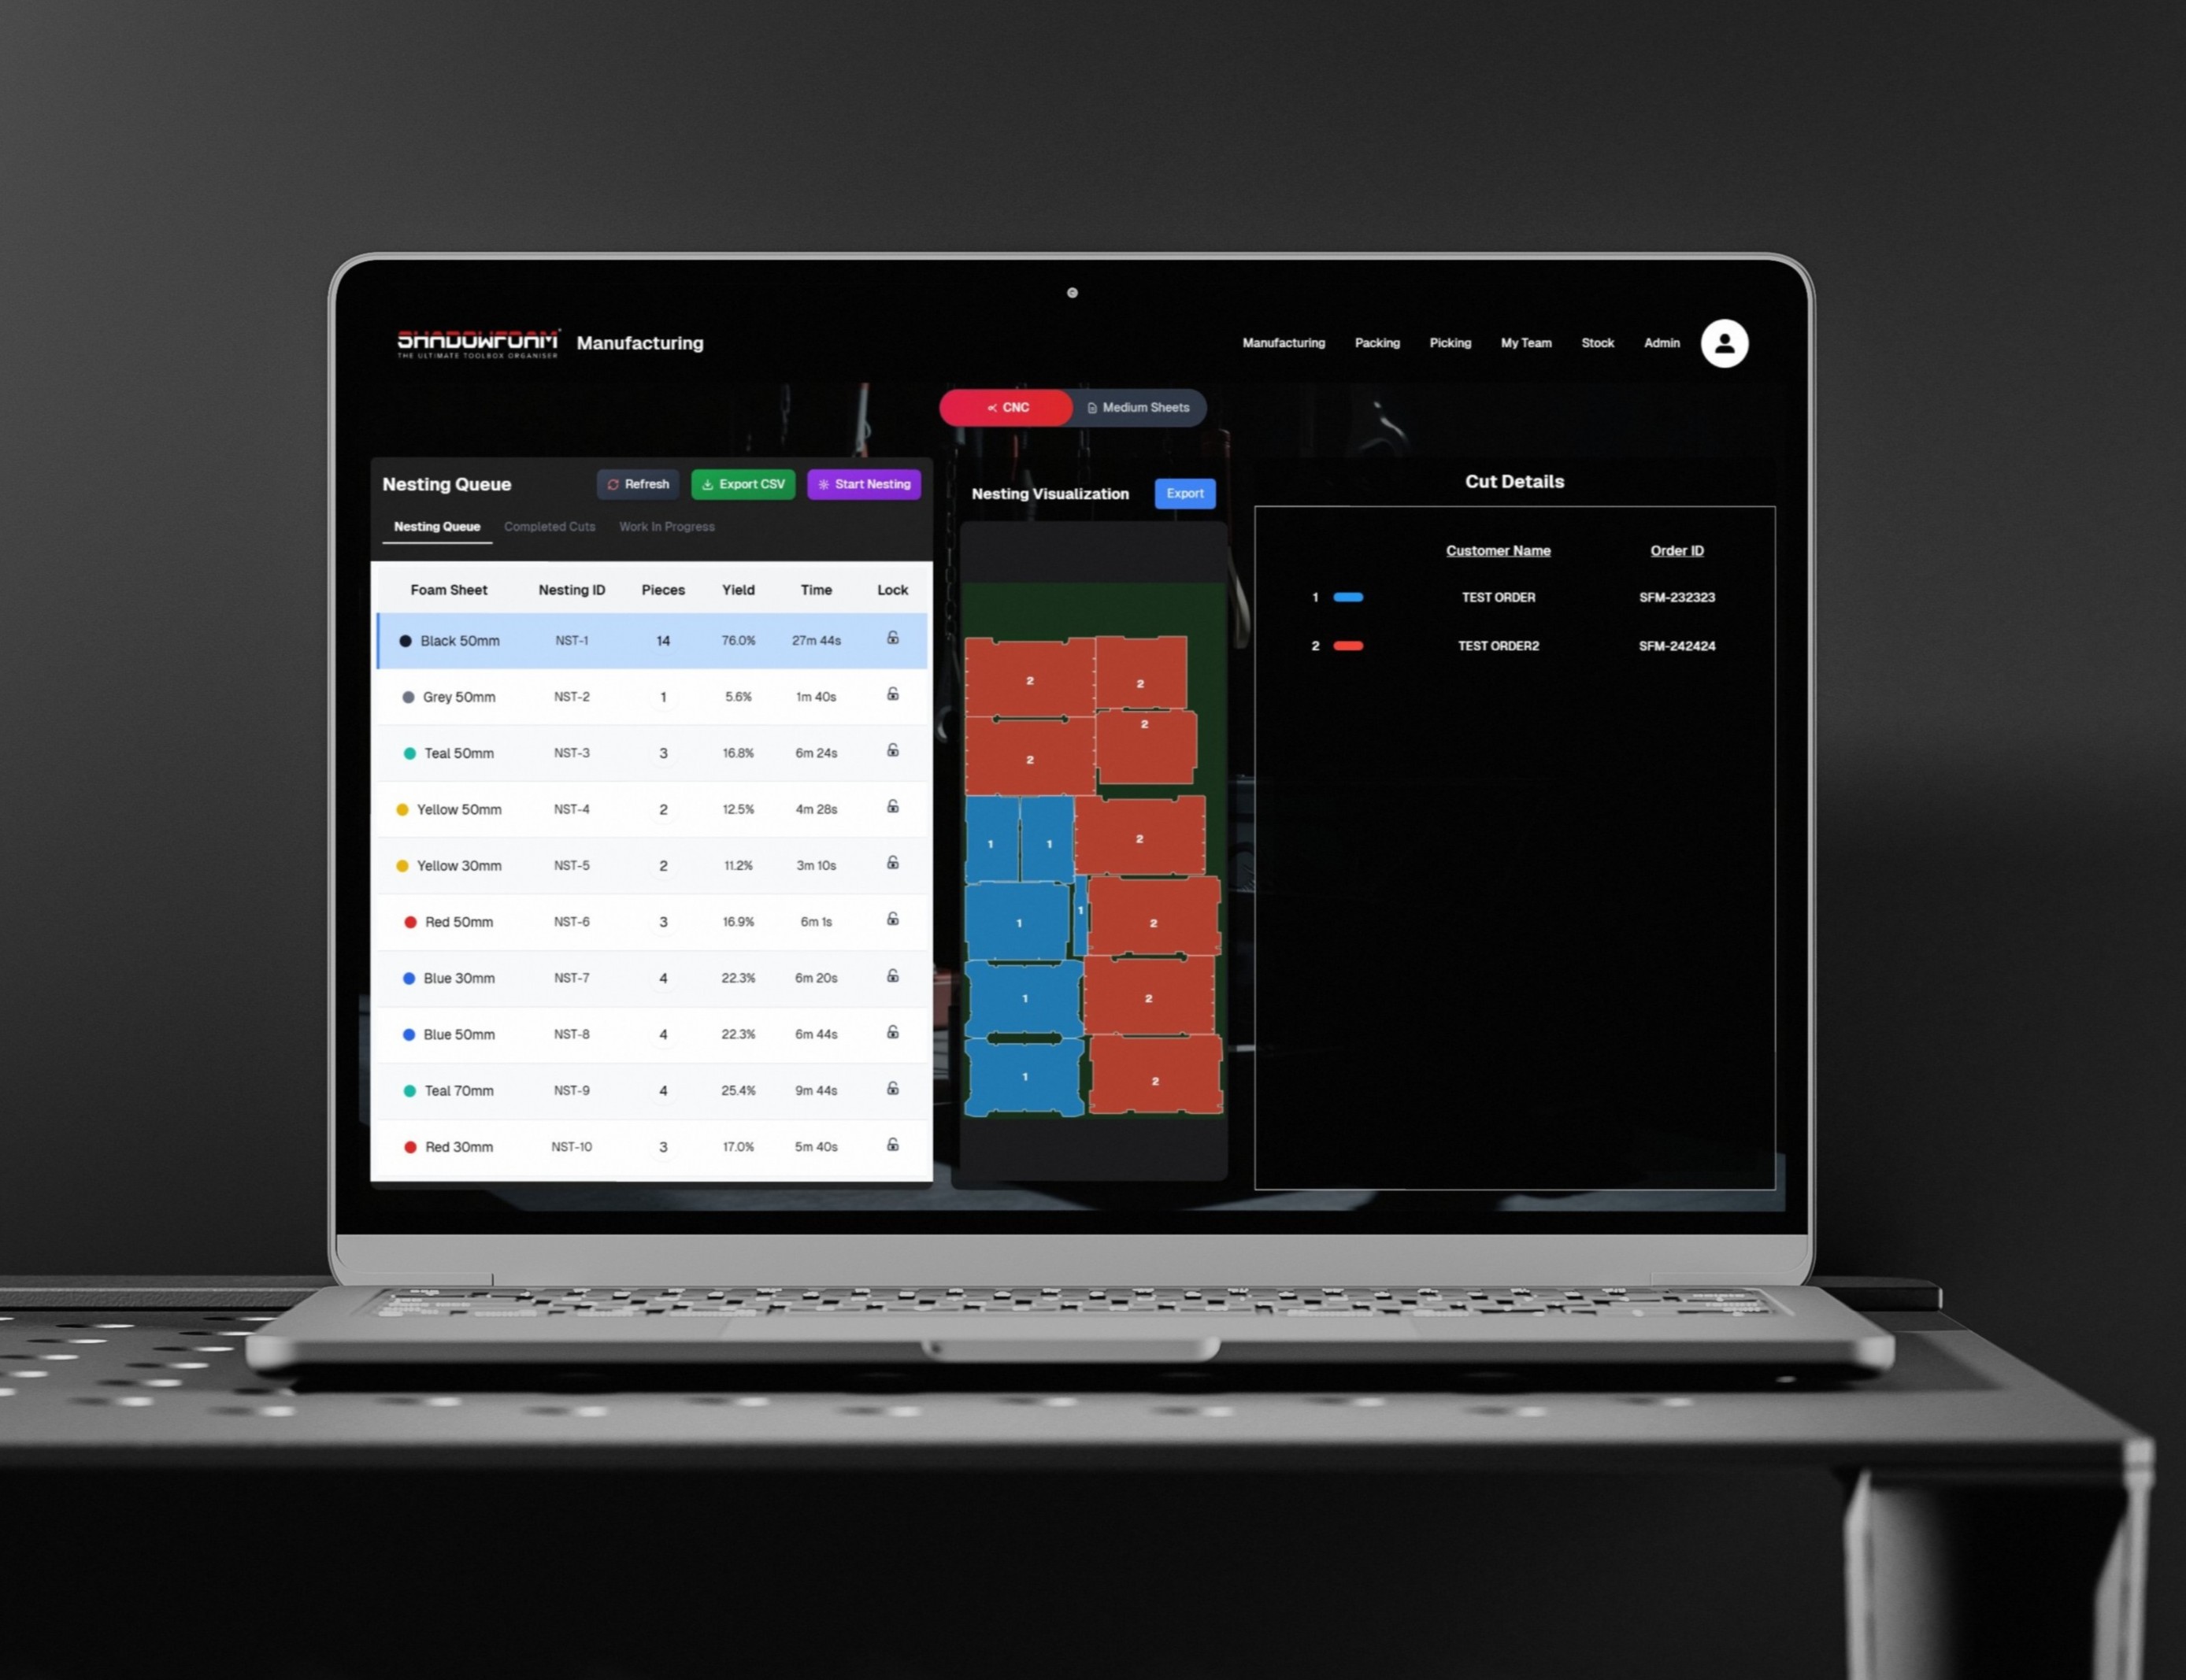 SHADOWFOAM
THE ULTIMATE TOOLBOX ORGANISER
Manufacturing
Manufacturing Packing Picking My Team Stock Admin
CNC Medium Sheets
Nesting Queue Refresh Export CSV Start Nesting
Nesting Queue Completed Cuts Work In Progress
Foam Sheet Nesting ID Pieces Yield Time Lock
Black 50mm NST-1 14 76.0% 27m 44s
Grey 50mm NST-2 1 5.6% 1m 40s
Teal 50mm NST-3 3 16.8% 6m 24s
Yellow 50mm NST-4 2 12.5% 4m 28s
Yellow 30mm NST-5 2 11.2% 3m 10s
Red 50mm NST-6 3 16.9% 6m 1s
Blue 30mm NST-7 4 22.3% 6m 20s
Blue 50mm NST-8 4 22.3% 6m 44s
Teal 70mm NST-9 4 25.4% 9m 44s
Red 30mm NST-10 3 17.0% 5m 40s
Nesting Visualization Export
2 2
2
2
1 1 2
1 1 2
1 2
1 2
Cut Details
Customer Name Order ID
1 TEST ORDER SFM-232323
2 TEST ORDER2 SFM-242424